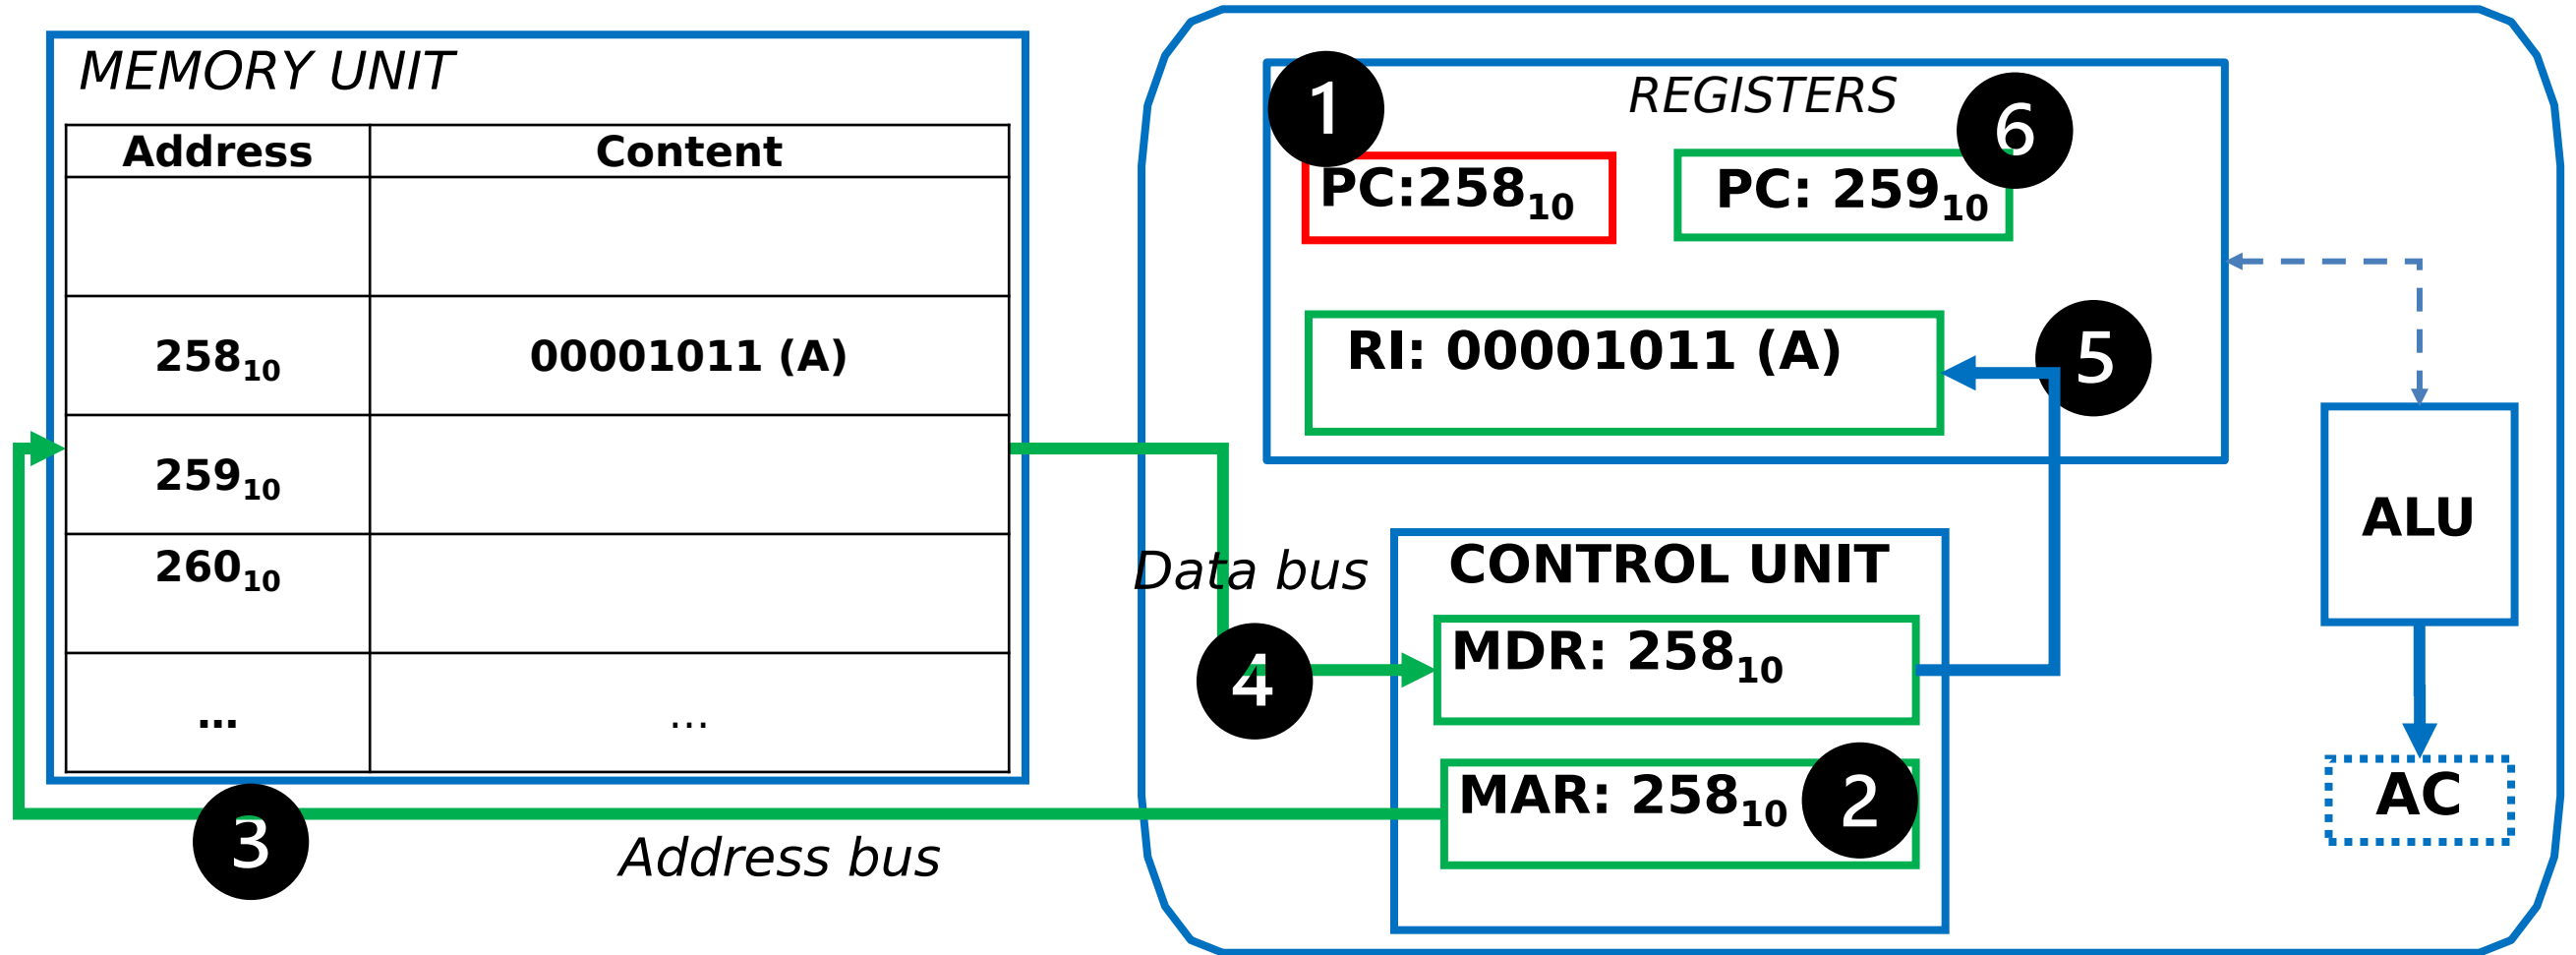 MEMORY UNIT
Address Content
258₁₀ 00001011 (A)
259₁₀
260₁₀
... ...
3
Address bus
Data bus
4
1
REGISTERS
6
PC:258₁₀ PC: 259₁₀
RI: 00001011 (A)
5
CONTROL UNIT
MDR: 258₁₀
MAR: 258₁₀
2
ALU
AC